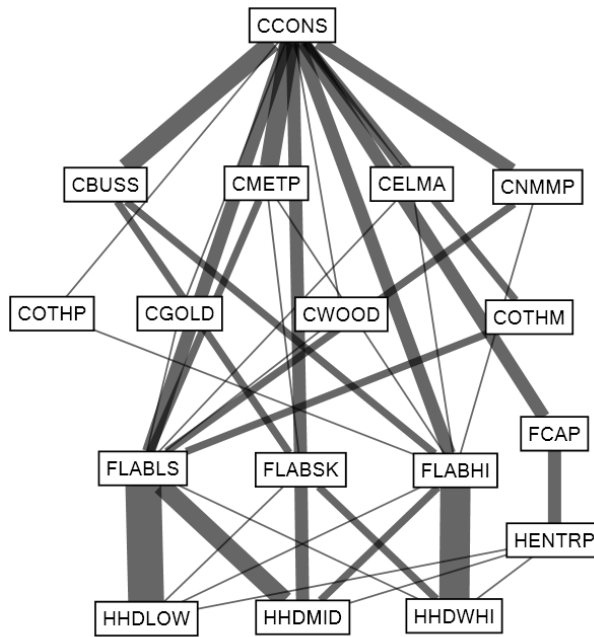 CCONS
CBUSS
CMETP
CELMA
CNMMP
COTHP
CGOLD
CWOOD
COTHM
FCAP
FLABLS
FLABSK
FLABHI
HENTRP
HHDLOW
HHDMID
HHDWHI